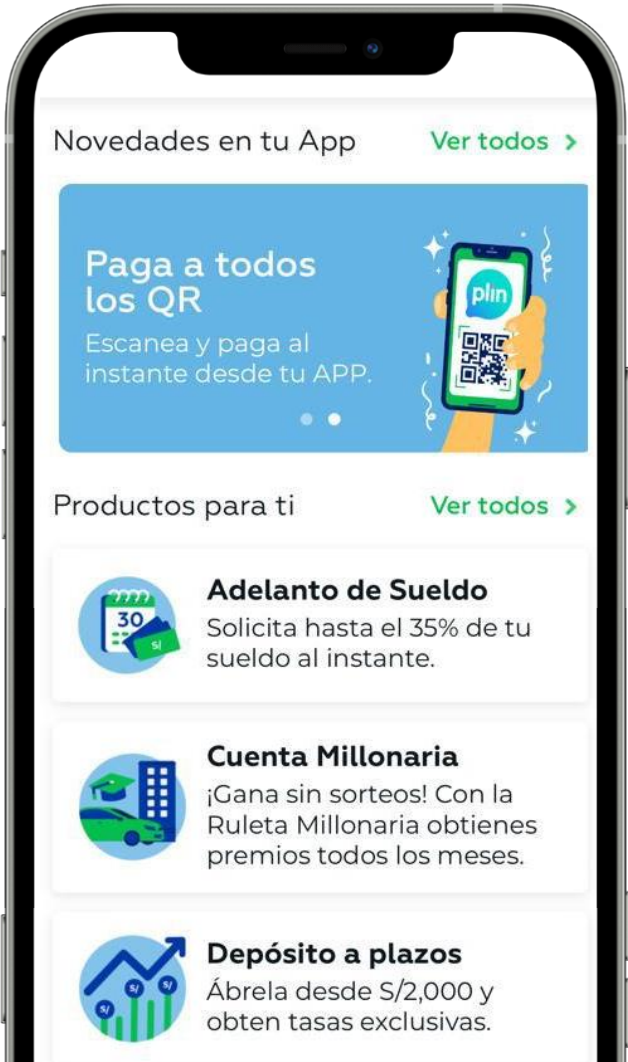 Novedades en tu App
Ver todos >
Paga a todos
los QR
Escanea y paga al
instante desde tu APP.
plin
Productos para ti
Ver todos >
30
S/
Adelanto de Sueldo
Solicita hasta el 35% de tu
sueldo al instante.
Cuenta Millonaria
¡Gana sin sorteos! Con la
Ruleta Millonaria obtienes
premios todos los meses.
S/ S/ S/
Depósito a plazos
Ábrela desde S/2,000 y
obten tasas exclusivas.